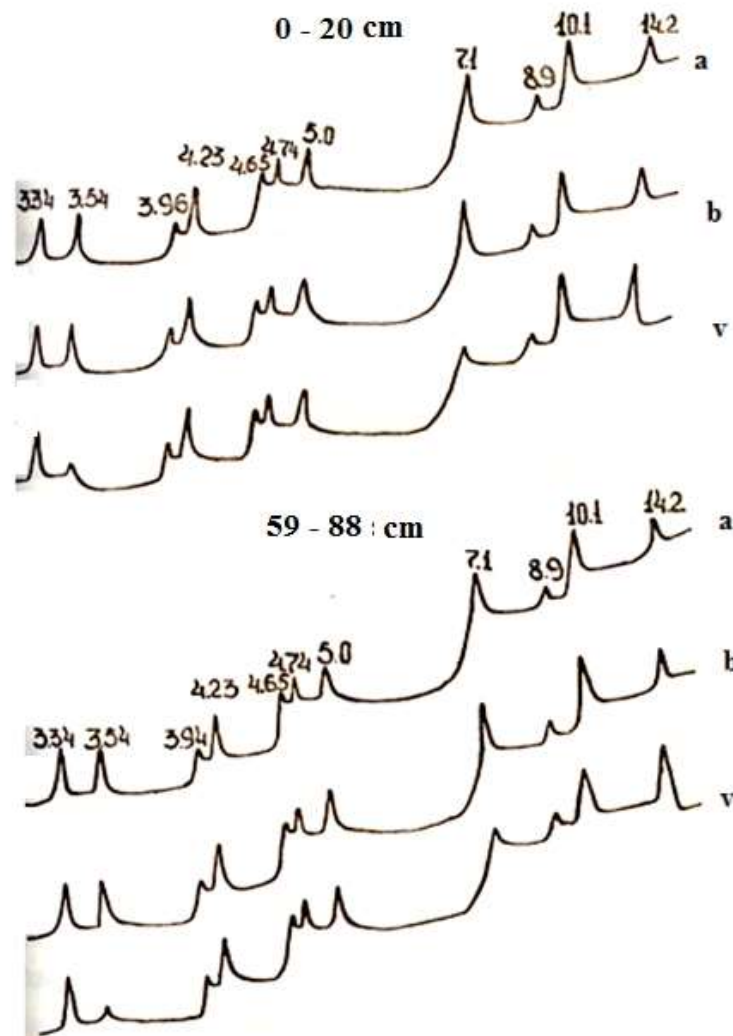 0 - 20 cm
10.1 14.2
7.1 8.9 a
5.0
4.23 4.65 4.74
3.34 3.54 3.96
b
v
59 - 88 : cm
10.1 14.2 a
7.1 8.9
4.74 5.0
4.23 4.65 b
3.34 3.54 3.94
v